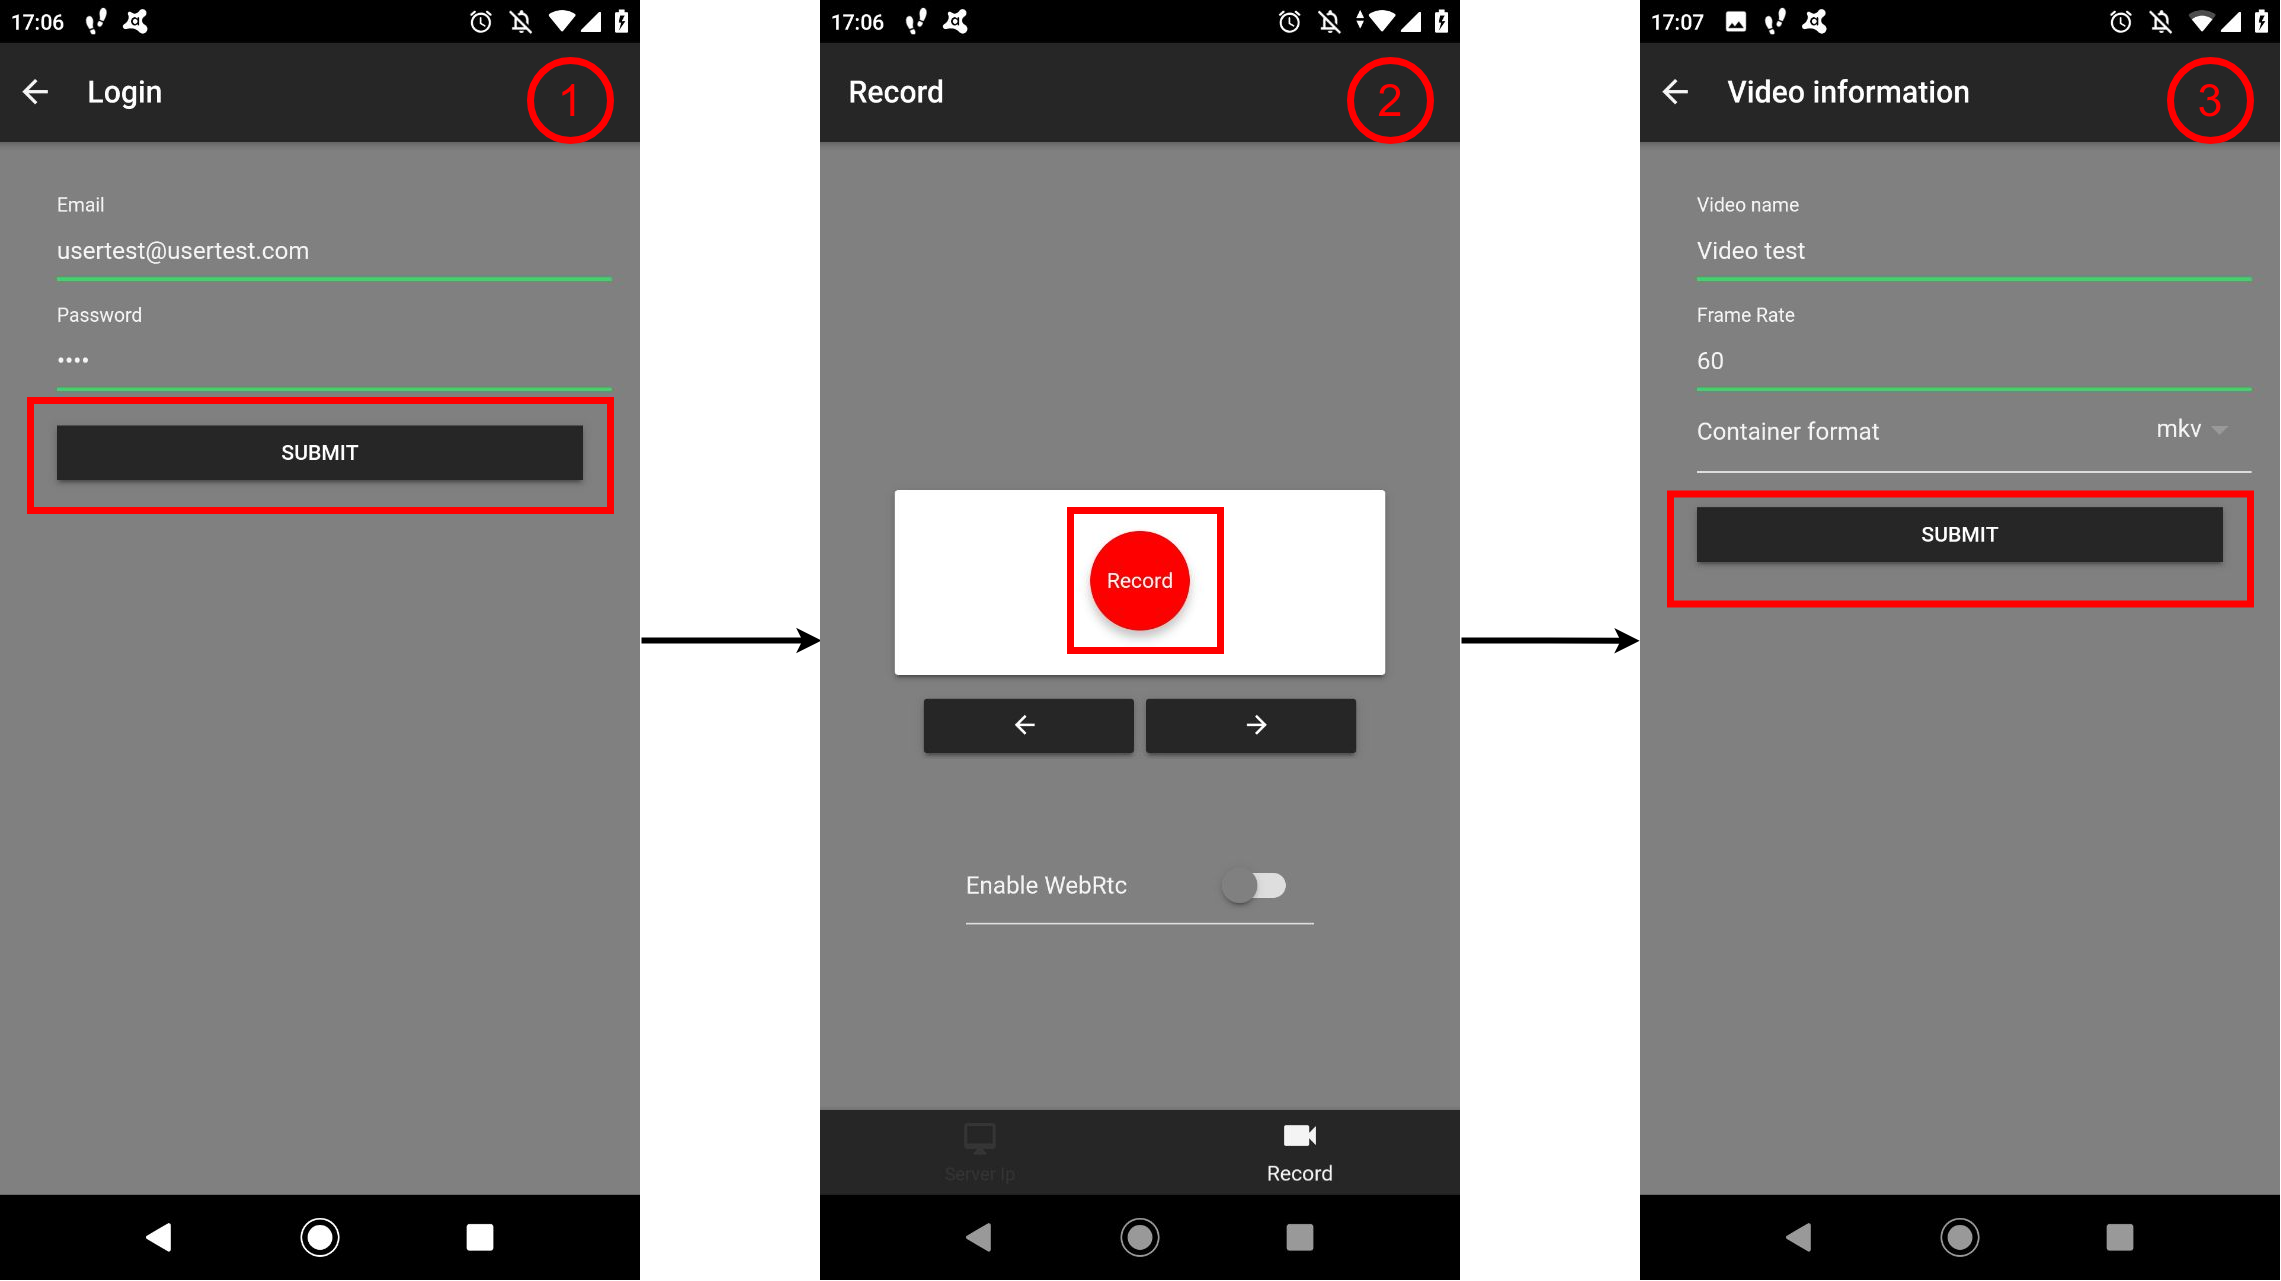 17:06
Login
1
Email
usertest@usertest.com
Password
••••
SUBMIT
17:06
Record
2
Record
Enable WebRtc
Server Ip
Record
17:07
Video information
3
Video name
Video test
Frame Rate
60
Container format mkv
SUBMIT